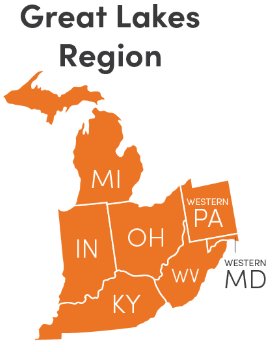 Great Lakes
Region
MI
WESTERN
PA
IN
OH
WESTERN
MD
WV
KY